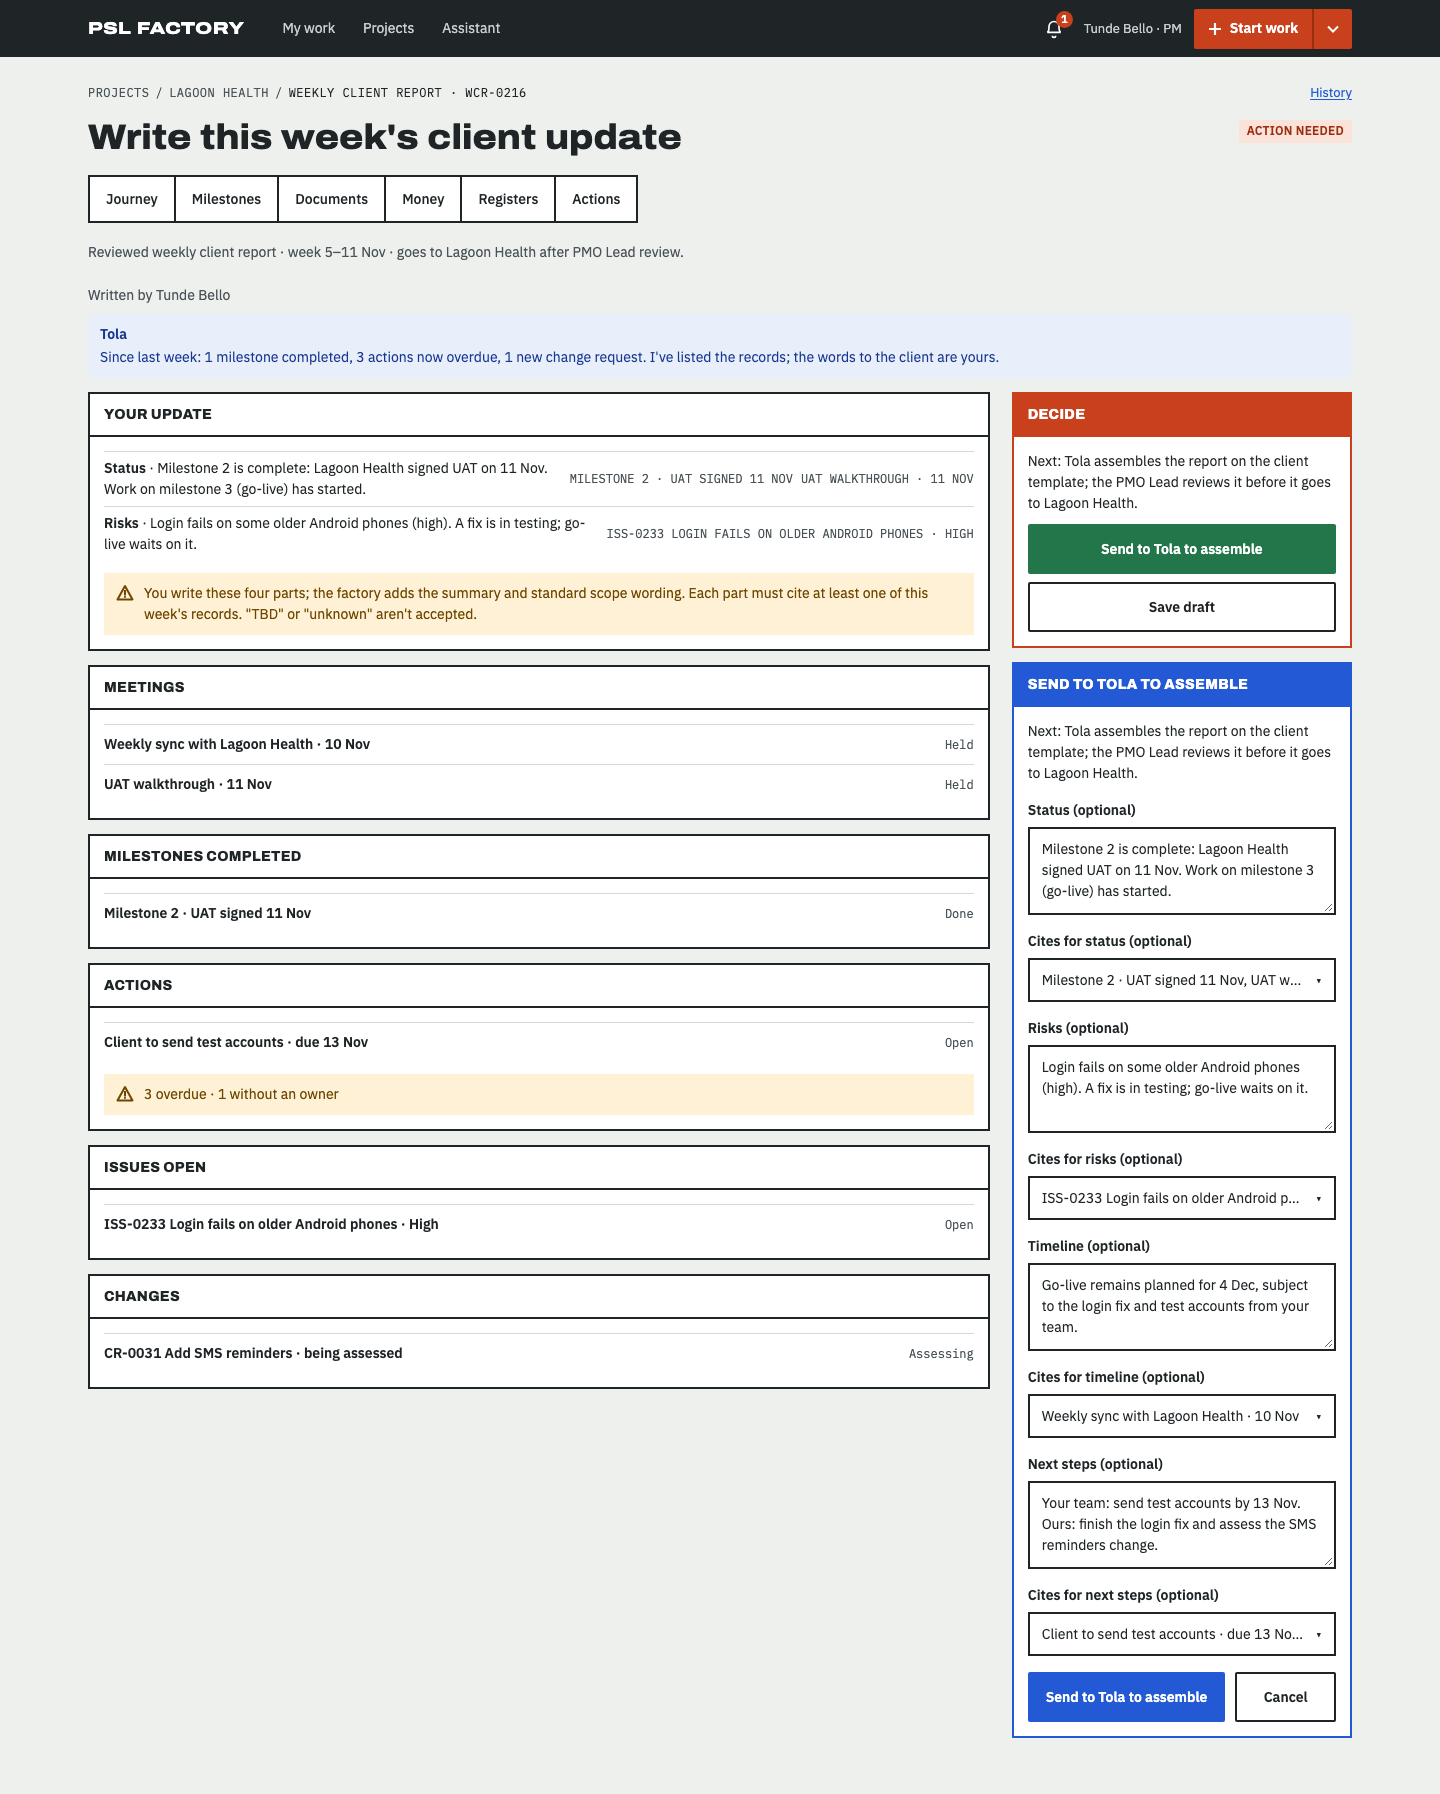 PSL FACTORY
My work
Projects
Assistant
1
Tunde Bello · PM
Start work
PROJECTS / LAGOON HEALTH / WEEKLY CLIENT REPORT · WCR-0216
History
Write this week's client update
ACTION NEEDED
Journey
Milestones
Documents
Money
Registers
Actions
Reviewed weekly client report · week 5–11 Nov · goes to Lagoon Health after PMO Lead review.
Written by Tunde Bello
Tola
Since last week: 1 milestone completed, 3 actions now overdue, 1 new change request. I've listed the records; the words to the client are yours.
YOUR UPDATE
Status · Milestone 2 is complete: Lagoon Health signed UAT on 11 Nov.
Work on milestone 3 (go-live) has started.
MILESTONE 2 · UAT SIGNED 11 NOV UAT WALKTHROUGH · 11 NOV
Risks · Login fails on some older Android phones (high). A fix is in testing; go-
live waits on it.
ISS-0233 LOGIN FAILS ON OLDER ANDROID PHONES · HIGH
You write these four parts; the factory adds the summary and standard scope wording. Each part must cite at least one of this
week's records. "TBD" or "unknown" aren't accepted.
MEETINGS
Weekly sync with Lagoon Health · 10 Nov
Held
UAT walkthrough · 11 Nov
Held
MILESTONES COMPLETED
Milestone 2 · UAT signed 11 Nov
Done
ACTIONS
Client to send test accounts · due 13 Nov
Open
3 overdue · 1 without an owner
ISSUES OPEN
ISS-0233 Login fails on older Android phones · High
Open
CHANGES
CR-0031 Add SMS reminders · being assessed
Assessing
DECIDE
Next: Tola assembles the report on the client
template; the PMO Lead reviews it before it goes
to Lagoon Health.
Send to Tola to assemble
Save draft
SEND TO TOLA TO ASSEMBLE
Next: Tola assembles the report on the client
template; the PMO Lead reviews it before it goes
to Lagoon Health.
Status (optional)
Milestone 2 is complete: Lagoon Health
signed UAT on 11 Nov. Work on milestone 3
(go-live) has started.
Cites for status (optional)
Milestone 2 · UAT signed 11 Nov, UAT w...
Risks (optional)
Login fails on some older Android phones
(high). A fix is in testing; go-live waits on it.
Cites for risks (optional)
ISS-0233 Login fails on older Android p...
Timeline (optional)
Go-live remains planned for 4 Dec, subject
to the login fix and test accounts from your
team.
Cites for timeline (optional)
Weekly sync with Lagoon Health · 10 Nov
Next steps (optional)
Your team: send test accounts by 13 Nov.
Ours: finish the login fix and assess the SMS
reminders change.
Cites for next steps (optional)
Client to send test accounts · due 13 No...
Send to Tola to assemble
Cancel